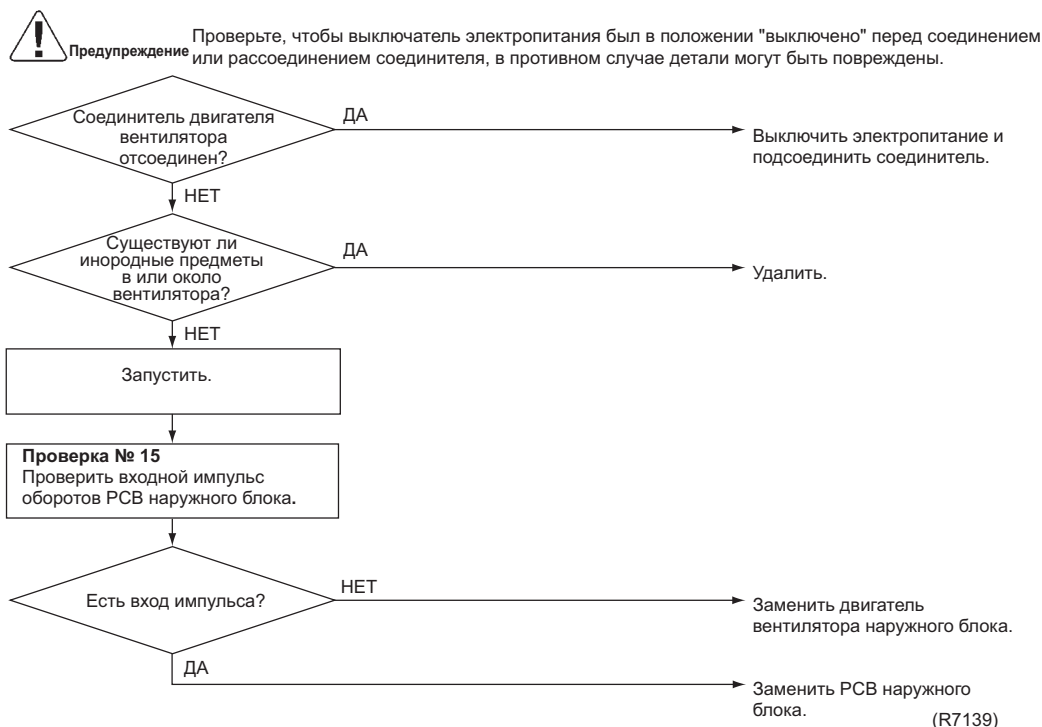 Предупреждение
Проверьте, чтобы выключатель электропитания был в положении "выключено" перед соединением
или рассоединением соединителя, в противном случае детали могут быть повреждены.
Соединитель двигателя
вентилятора
отсоединен?
ДА
Выключить электропитание и
подсоединить соединитель.
НЕТ
Существуют ли
инородные предметы
в или около
вентилятора?
ДА
Удалить.
НЕТ
Запустить.
Проверка № 15
Проверить входной импульс
оборотов PCB наружного блока.
Есть вход импульса?
НЕТ
Заменить двигатель
вентилятора наружного блока.
ДА
Заменить PCB наружного
блока.
(R7139)